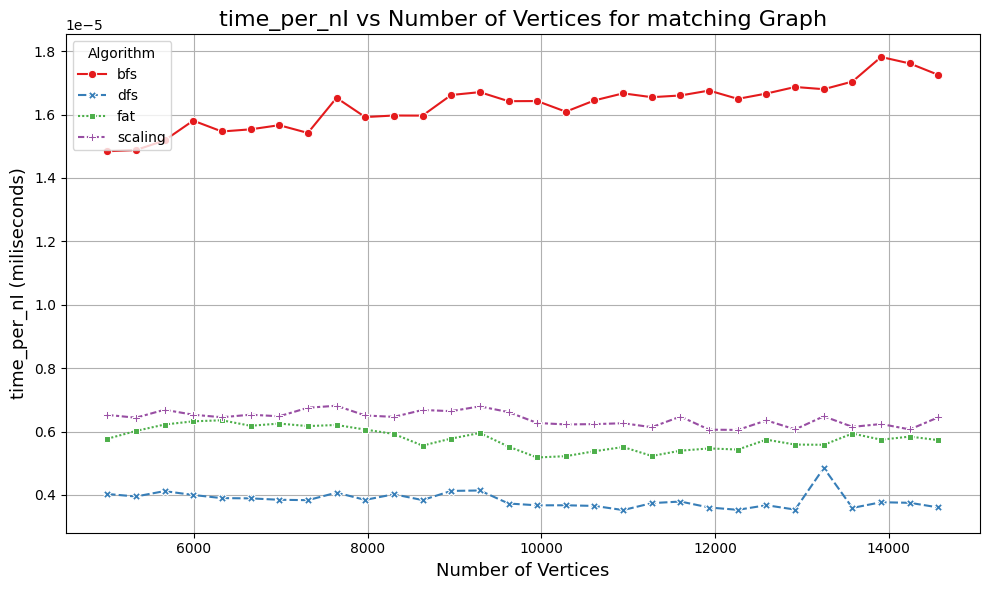 time_per_nI vs Number of Vertices for matching Graph
1e−5
1.8
1.6
1.4
1.2
1.0
0.8
0.6
0.4
time_per_nI (miliseconds)
Algorithm
bfs
dfs
fat
scaling
6000 8000 10000 12000 14000
Number of Vertices